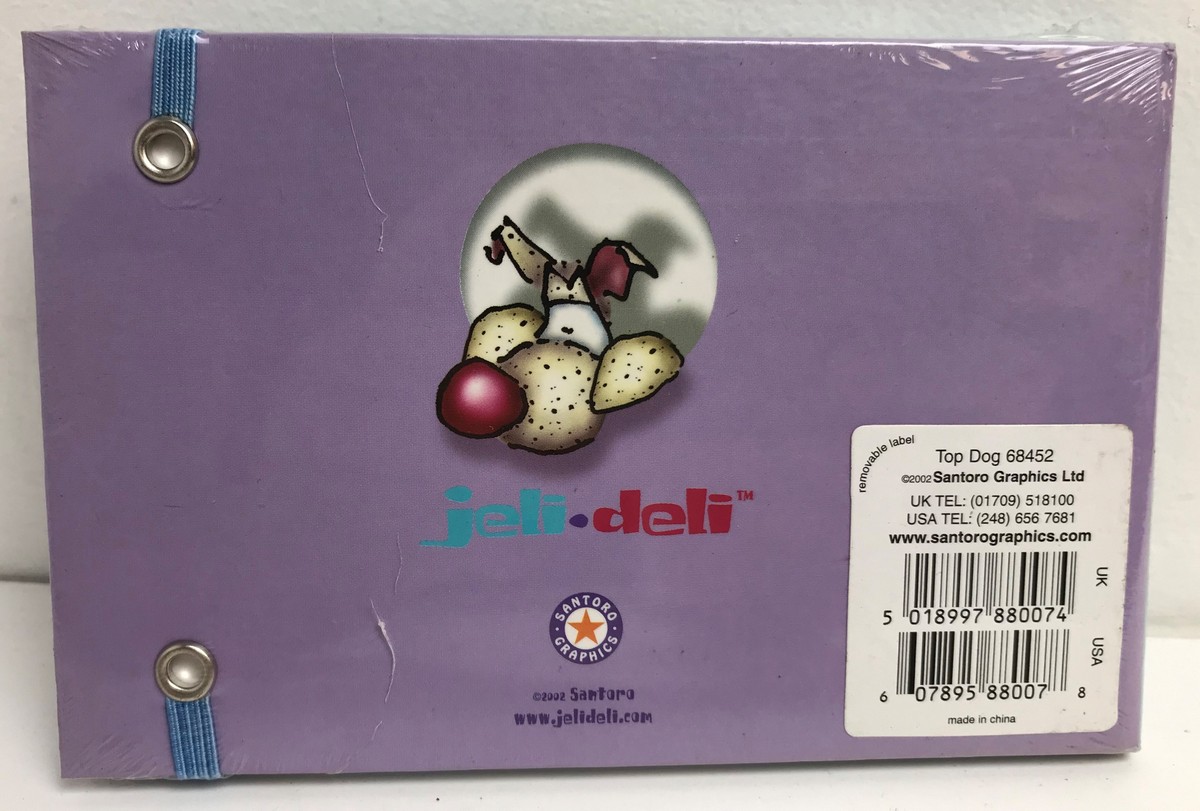 jeli•deli™
SANTORO
GRAPHICS
©2002 Santoro
www.jelideli.com
removable label
Top Dog 68452
©2002 Santoro Graphics Ltd
UK TEL: (01709) 518100
USA TEL: (248) 656 7681
www.santorographics.com
UK
5 018997 880074
USA
6 07895 88007 8
made in china